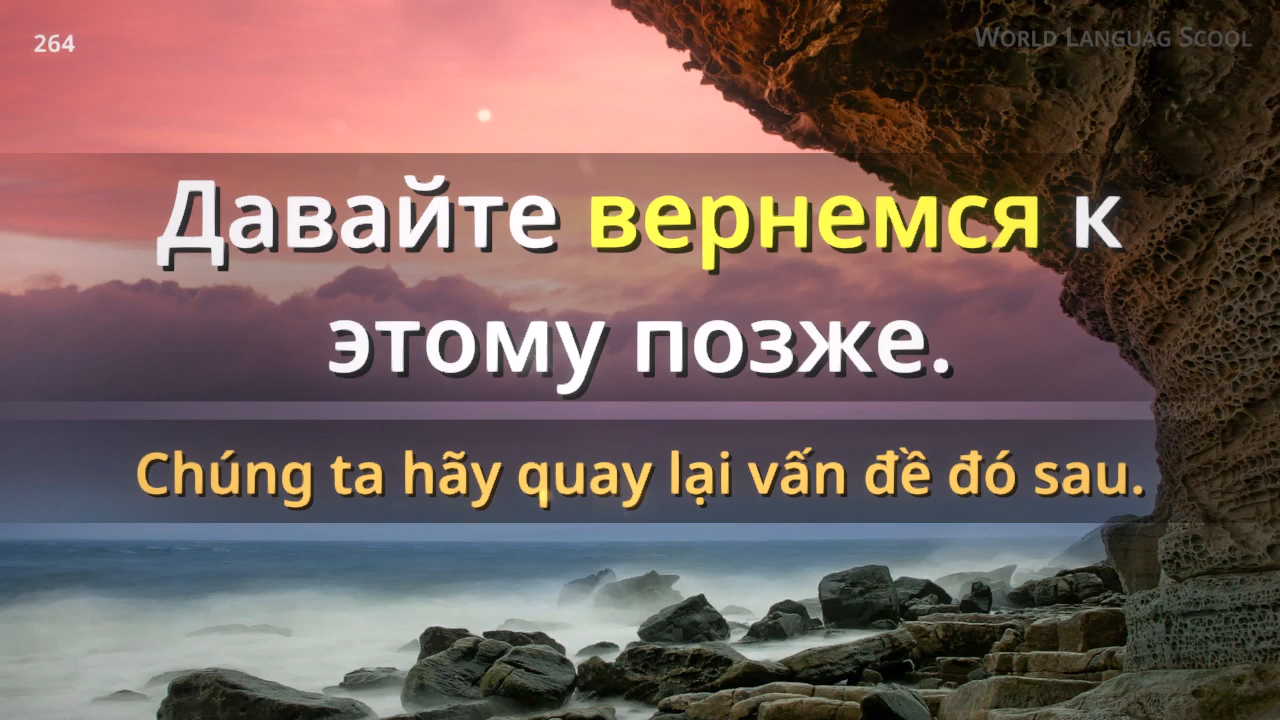 264
World Languag Scool
Давайте вернемся к
этому позже.
Chúng ta hãy quay lại vấn đề đó sau.